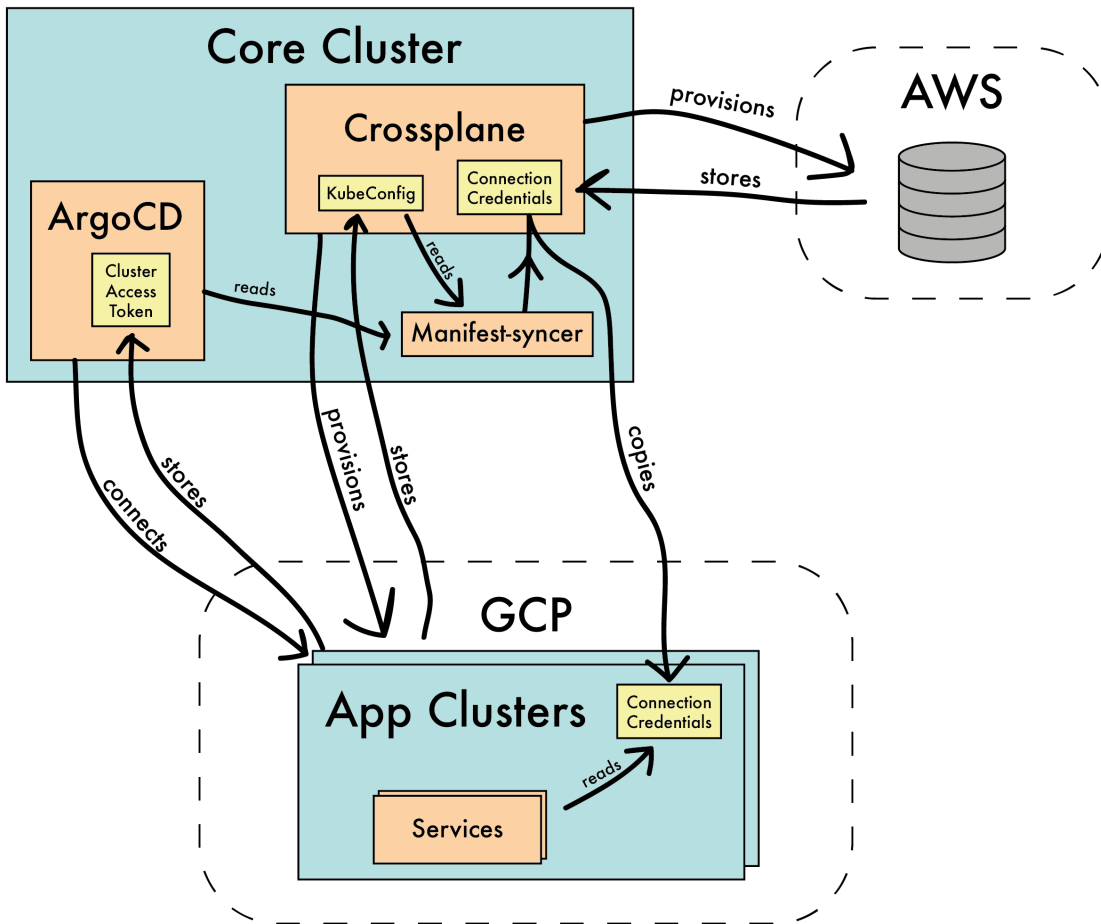 Core Cluster
AWS
provisions
Crossplane
KubeConfig
Connection
Credentials
stores
ArgoCD
Cluster
Access
Token
reads
reads
Manifest-syncer
connects
stores
provisions
stores
copies
GCP
App Clusters
Connection
Credentials
reads
Services